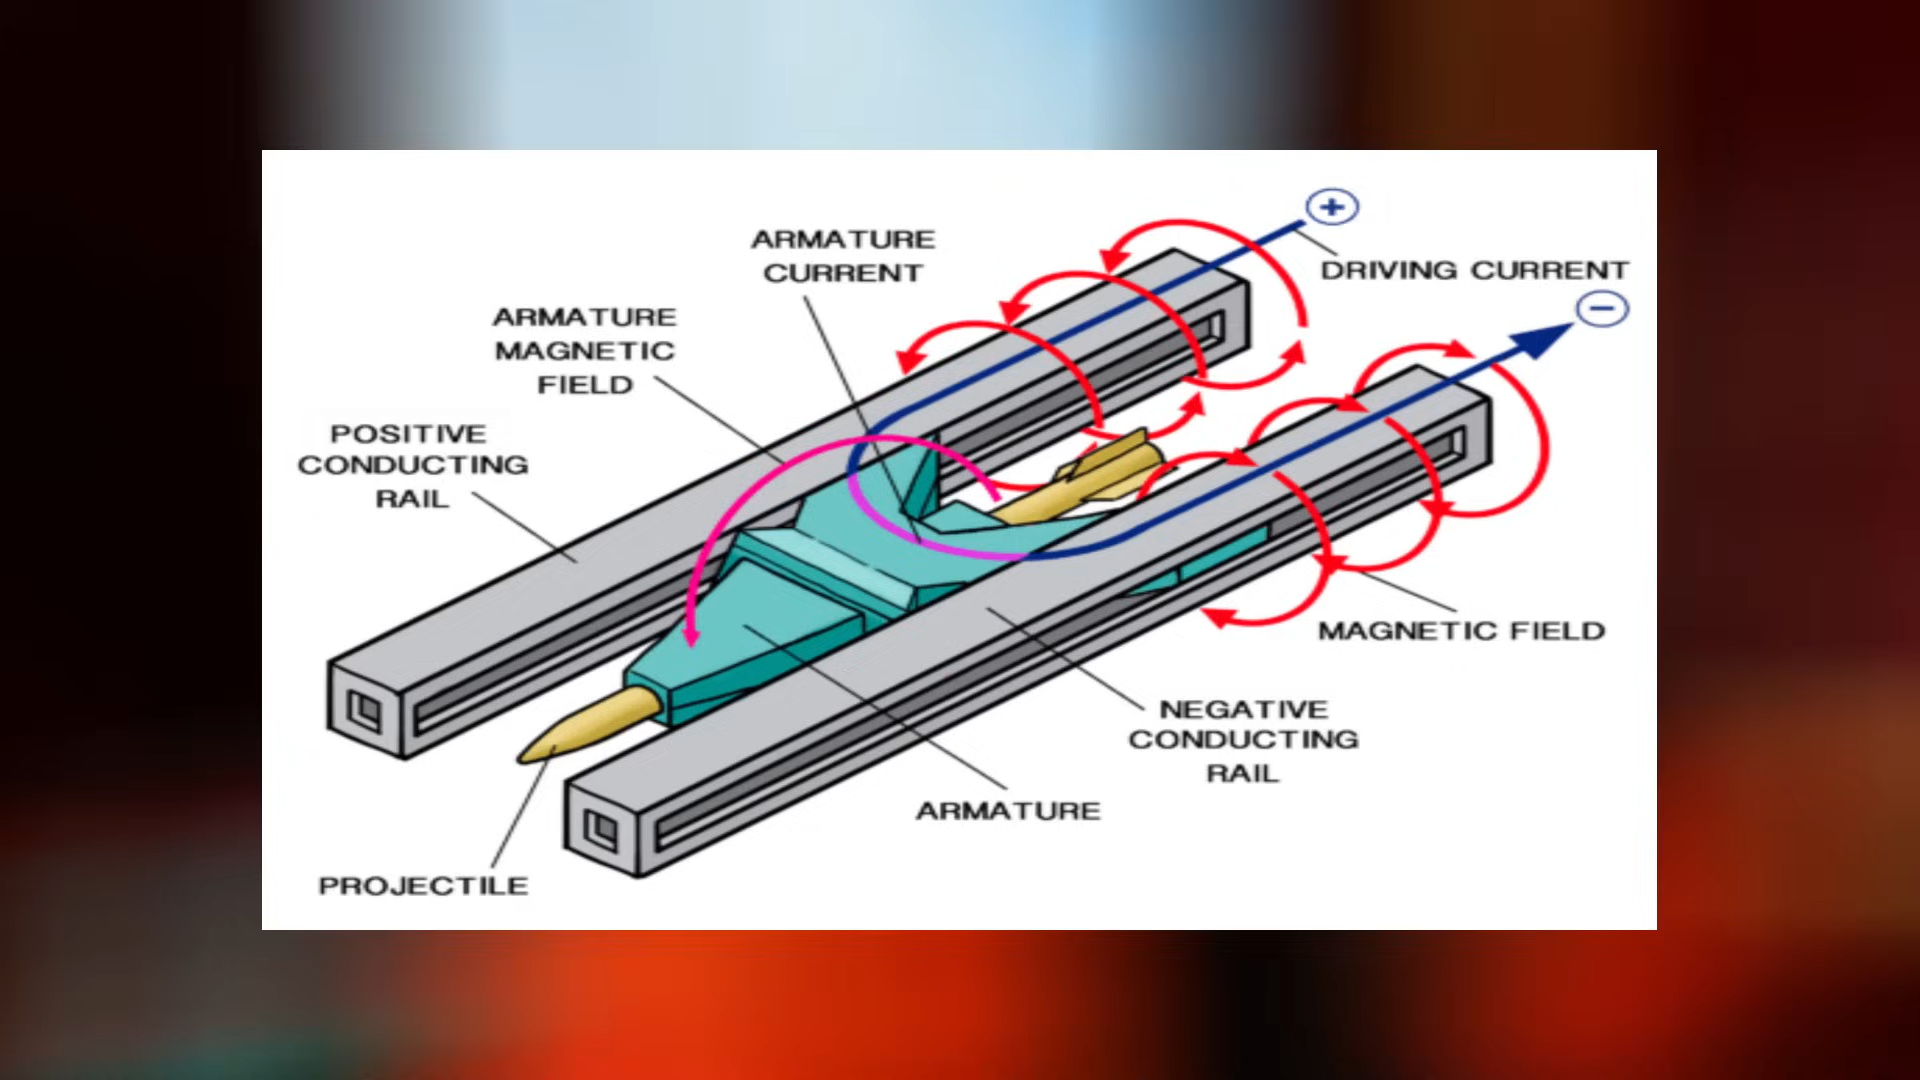 +
DRIVING CURRENT
−
ARMATURE
CURRENT
ARMATURE
MAGNETIC
FIELD
POSITIVE
CONDUCTING
RAIL
MAGNETIC FIELD
NEGATIVE
CONDUCTING
RAIL
ARMATURE
PROJECTILE